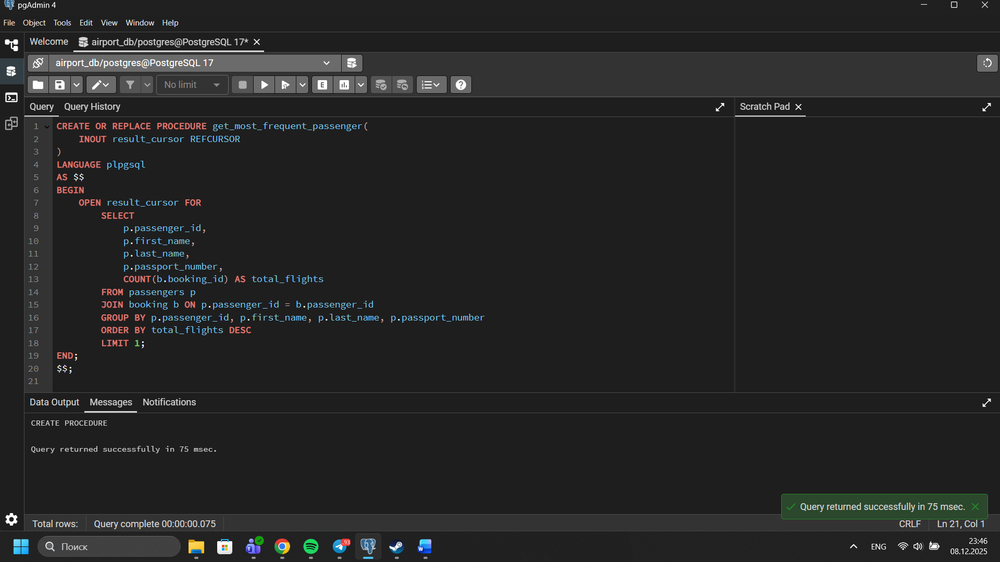 pgAdmin 4
File Object Tools Edit View Window Help
Welcome airport_db/postgres@PostgreSQL 17*
airport_db/postgres@PostgreSQL 17
No limit
E
Query Query History
Scratch Pad
1 CREATE OR REPLACE PROCEDURE get_most_frequent_passenger(
2 INOUT result_cursor REFCURSOR
3 )
4 LANGUAGE plpgsql
5 AS $$
6 BEGIN
7 OPEN result_cursor FOR
8 SELECT
9 p.passenger_id,
10 p.first_name,
11 p.last_name,
12 p.passport_number,
13 COUNT(b.booking_id) AS total_flights
14 FROM passengers p
15 JOIN booking b ON p.passenger_id = b.passenger_id
16 GROUP BY p.passenger_id, p.first_name, p.last_name, p.passport_number
17 ORDER BY total_flights DESC
18 LIMIT 1;
19 END;
20 $$;
21
Data Output Messages Notifications
CREATE PROCEDURE
Query returned successfully in 75 msec.
Query returned successfully in 75 msec.
Total rows: Query complete 00:00:00.075 CRLF Ln 21, Col 1
Поиск
..93
ENG
23:46
08.12.2025